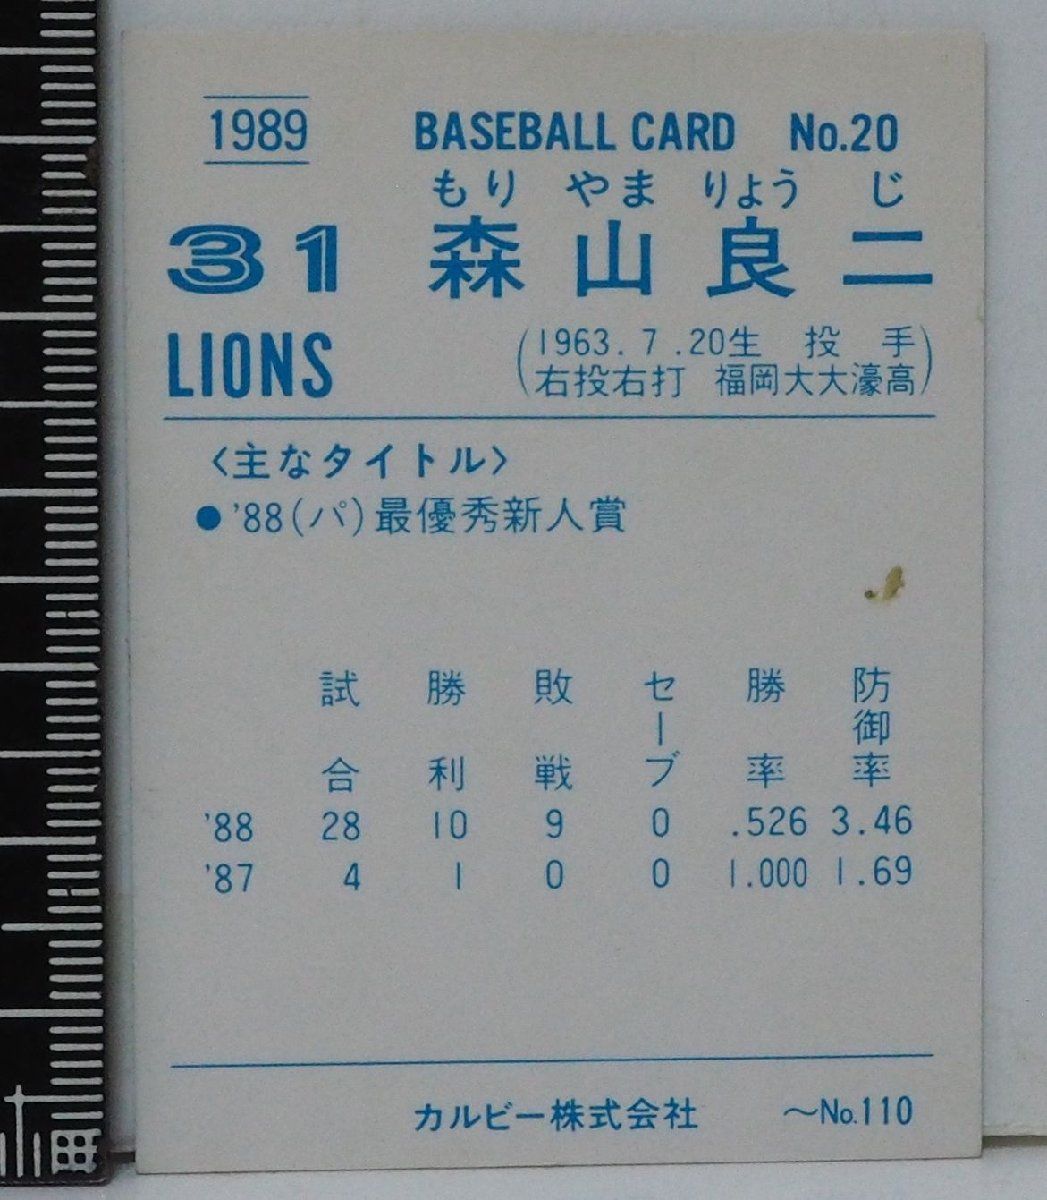 1989 BASEBALL CARD No.20
もり やま りょう じ
31 森山良二
LIONS
(1963.7.20生 投手
右投右打 福岡大大濠高)
〈主なタイトル〉
●'88(パ)最優秀新人賞
試合 勝利 敗戦 セーブ 勝率 防御率
'88 28 10 9 0 .526 3.46
'87 4 1 0 0 1.000 1.69
カルビー株式会社 〜No.110